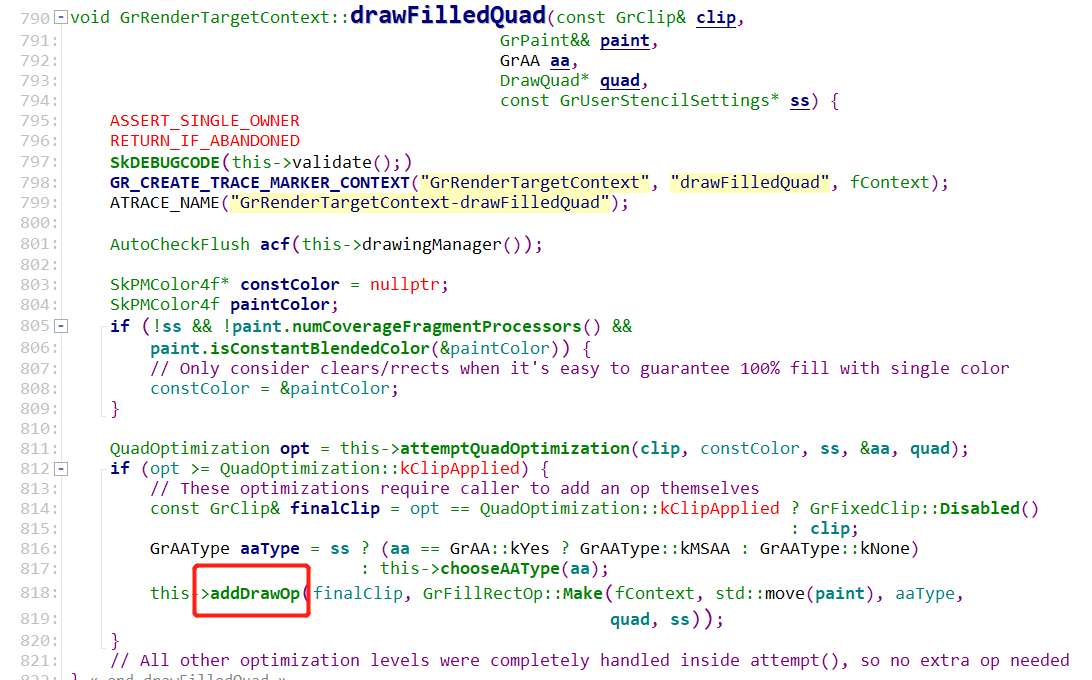 790 void GrRenderTargetContext::drawFilledQuad(const GrClip& clip,
791: GrPaint&& paint,
792: GrAA aa,
793: DrawQuad* quad,
794: const GrUserStencilSettings* ss) {
795: ASSERT_SINGLE_OWNER
796: RETURN_IF_ABANDONED
797: SkDEBUGCODE(this->validate();)
798: GR_CREATE_TRACE_MARKER_CONTEXT("GrRenderTargetContext", "drawFilledQuad", fContext);
799: ATRACE_NAME("GrRenderTargetContext-drawFilledQuad");
800:
801: AutoCheckFlush acf(this->drawingManager());
802:
803: SkPMColor4f* constColor = nullptr;
804: SkPMColor4f paintColor;
805 if (!ss && !paint.numCoverageFragmentProcessors() &&
806: paint.isConstantBlendedColor(&paintColor)) {
807: // Only consider clears/rrects when it's easy to guarantee 100% fill with single color
808: constColor = &paintColor;
809: }
810:
811: QuadOptimization opt = this->attemptQuadOptimization(clip, constColor, ss, &aa, quad);
812 if (opt >= QuadOptimization::kClipApplied) {
813: // These optimizations require caller to add an op themselves
814: const GrClip& finalClip = opt == QuadOptimization::kClipApplied ? GrFixedClip::Disabled()
815: : clip;
816: GrAAType aaType = ss ? (aa == GrAA::kYes ? GrAAType::kMSAA : GrAAType::kNone)
817: : this->chooseAAType(aa);
818: this->addDrawOp(finalClip, GrFillRectOp::Make(fContext, std::move(paint), aaType,
819: quad, ss));
820: }
821: // All other optimization levels were completely handled inside attempt(), so no extra op needed
822: } « end drawFilledQuad »